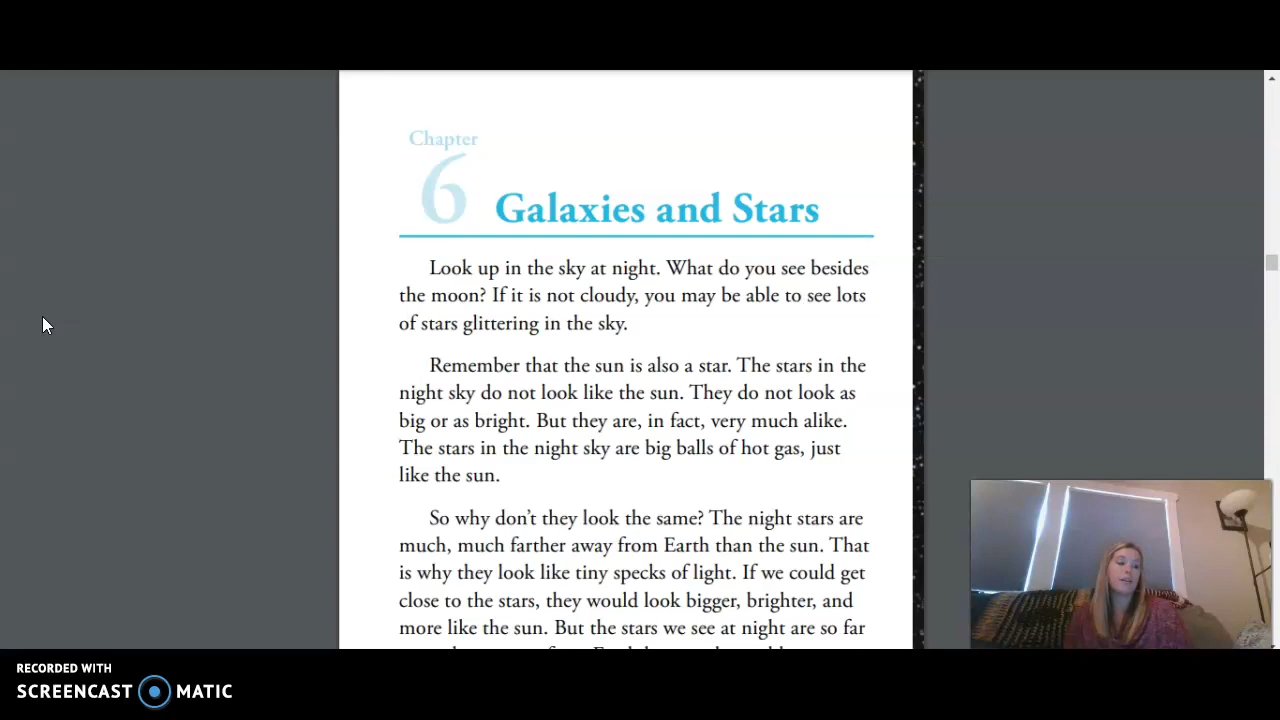 Chapter
6
Galaxies and Stars
Look up in the sky at night. What do you see besides
the moon? If it is not cloudy, you may be able to see lots
of stars glittering in the sky.
Remember that the sun is also a star. The stars in the
night sky do not look like the sun. They do not look as
big or as bright. But they are, in fact, very much alike.
The stars in the night sky are big balls of hot gas, just
like the sun.
So why don't they look the same? The night stars are
much, much farther away from Earth than the sun. That
is why they look like tiny specks of light. If we could get
close to the stars, they would look bigger, brighter, and
more like the sun. But the stars we see at night are so far
RECORDED WITH
SCREENCAST MATIC